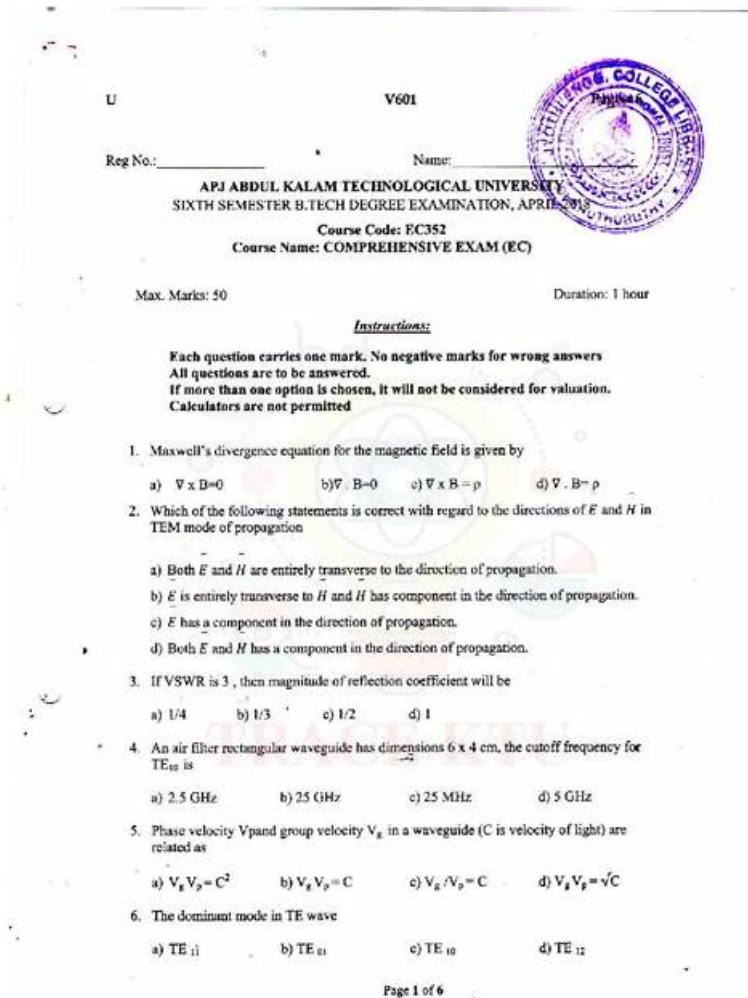 U V601
Reg No.:____________ Name:____________
APJ ABDUL KALAM TECHNOLOGICAL UNIVERSITY
SIXTH SEMESTER B.TECH DEGREE EXAMINATION, APRIL 2018
Course Code: EC352
Course Name: COMPREHENSIVE EXAM (EC)
Max. Marks: 50 Duration: 1 hour
Instructions:
Each question carries one mark. No negative marks for wrong answers
All questions are to be answered.
If more than one option is chosen, it will not be considered for valuation.
Calculators are not permitted
1. Maxwell's divergence equation for the magnetic field is given by
a) ∇ x B=0 b)∇ . B=0 c) ∇ x B = ρ d) ∇ . B= ρ
2. Which of the following statements is correct with regard to the directions of E and H in
TEM mode of propagation
a) Both E and H are entirely transverse to the direction of propagation.
b) E is entirely transverse to H and H has component in the direction of propagation.
c) E has a component in the direction of propagation.
d) Both E and H has a component in the direction of propagation.
3. If VSWR is 3 , then magnitude of reflection coefficient will be
a) 1/4 b) 1/3 c) 1/2 d) 1
4. An air filter rectangular waveguide has dimensions 6 x 4 cm, the cutoff frequency for
TE₁₀ is
a) 2.5 GHz b) 25 GHz c) 25 MHz d) 5 GHz
5. Phase velocity Vpand group velocity Vg in a waveguide (C is velocity of light) are
related as
a) Vg Vp = C² b) Vg Vp = C c) Vg /Vp = C d) Vg Vp = √C
6. The dominant mode in TE wave
a) TE 11 b) TE 01 c) TE 10 d) TE 12
Page 1 of 6
TRACE KTU